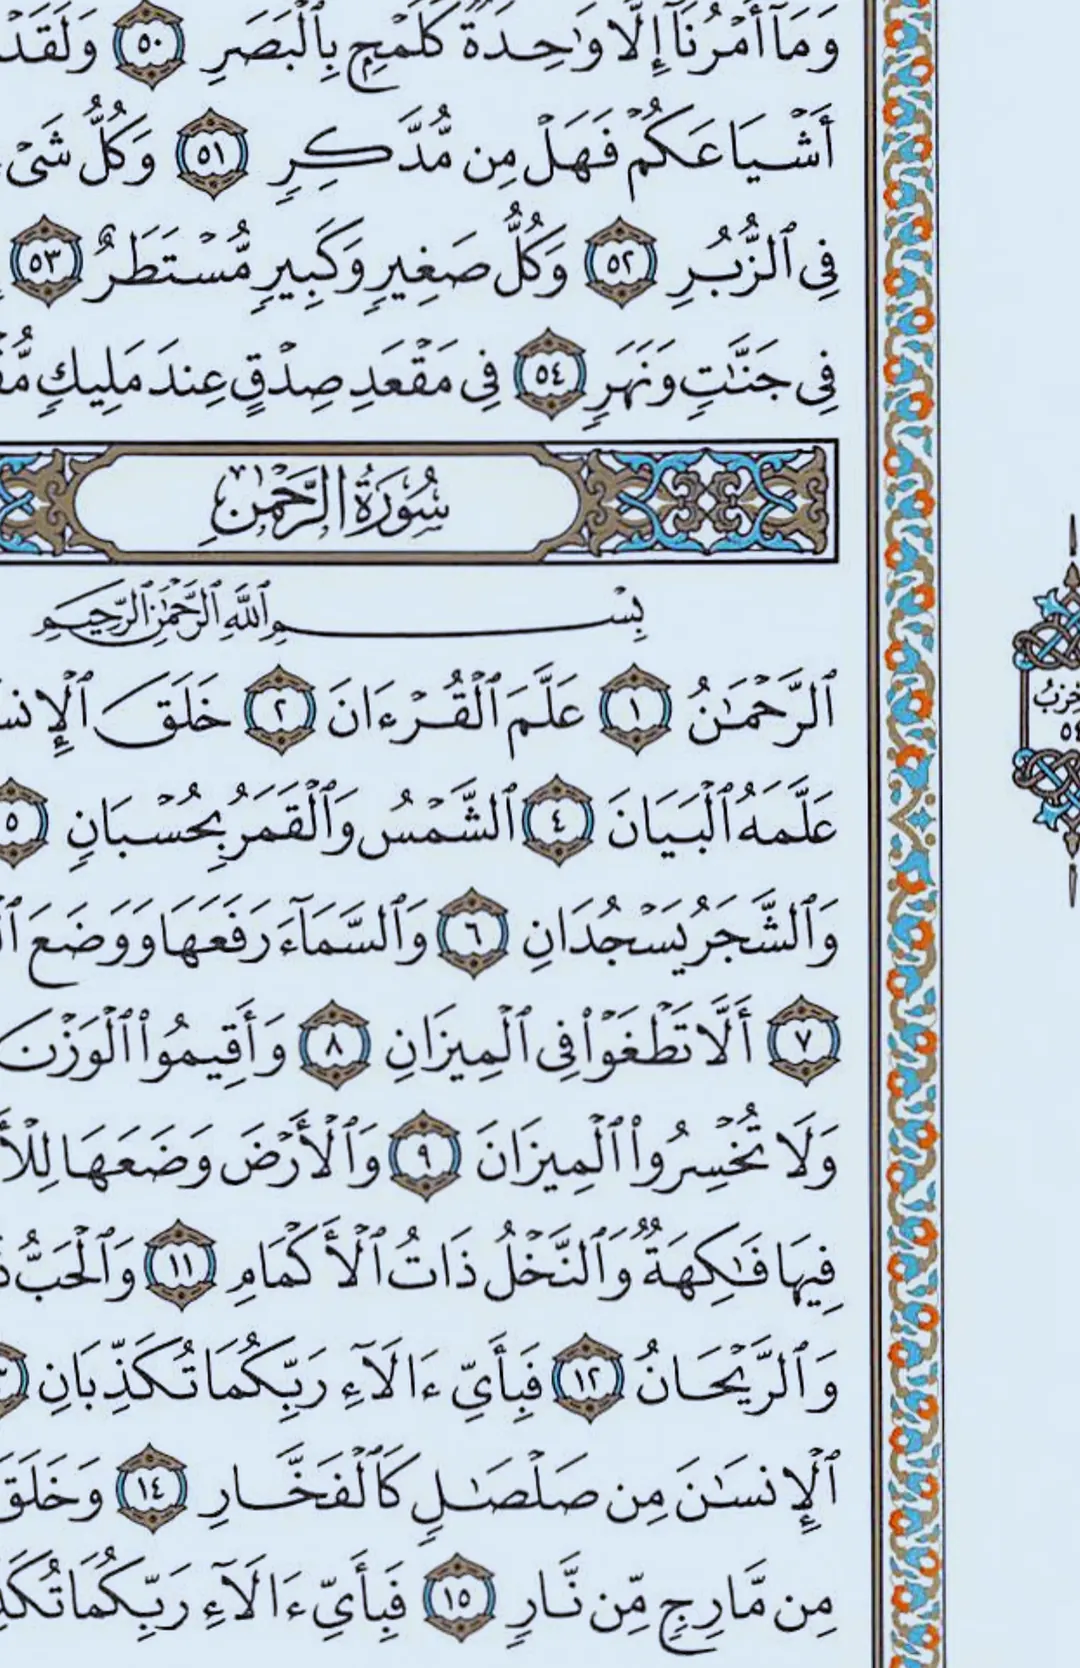 وَمَآ أَمۡرُنَآ إِلَّا وَٰحِدَةٞ كَلَمۡحِۭ بِٱلۡبَصَرِ ٥٠ وَلَقَدۡ
أَشۡيَاعَكُمۡ فَهَلۡ مِن مُّدَّكِرٖ ٥١ وَكُلُّ شَيۡءٖ
فِي ٱلزُّبُرِ ٥٢ وَكُلُّ صَغِيرٖ وَكَبِيرٖ مُّسۡتَطَرٌ ٥٣
فِي جَنَّٰتٖ وَنَهَرٖ ٥٤ فِي مَقۡعَدِ صِدۡقٍ عِندَ مَلِيكٖ
سُورَةُ الرَّحۡمَٰنِ
بِسۡمِ ٱللَّهِ ٱلرَّحۡمَٰنِ ٱلرَّحِيمِ
ٱلرَّحۡمَٰنُ ١ عَلَّمَ ٱلۡقُرۡءَانَ ٢ خَلَقَ
عَلَّمَهُ ٱلۡبَيَانَ ٤ ٱلشَّمۡسُ وَٱلۡقَمَرُ بِحُسۡبَانٖ ٥
وَٱلشَّجَرُ يَسۡجُدَانِ ٦ وَٱلسَّمَآءَ رَفَعَهَا وَوَضَعَ
٧ أَلَّا تَطۡغَوۡاْ فِي ٱلۡمِيزَانِ ٨ وَأَقِيمُواْ ٱلۡوَزۡنَ
وَلَا تُخۡسِرُواْ ٱلۡمِيزَانَ ٩ وَٱلۡأَرۡضَ وَضَعَهَا
فِيهَا فَٰكِهَةٞ وَٱلنَّخۡلُ ذَاتُ ٱلۡأَكۡمَامِ ١١ وَٱلۡحَبُّ
وَٱلرَّيۡحَانُ ١٢ فَبِأَيِّ ءَالَآءِ رَبِّكُمَا تُكَذِّبَانِ
ٱلۡإِنسَٰنَ مِن صَلۡصَٰلٖ كَٱلۡفَخَّارِ ١٤ وَخَلَقَ
مِن مَّارِجٖ مِّن نَّارٖ ١٥ فَبِأَيِّ ءَالَآءِ رَبِّكُمَا